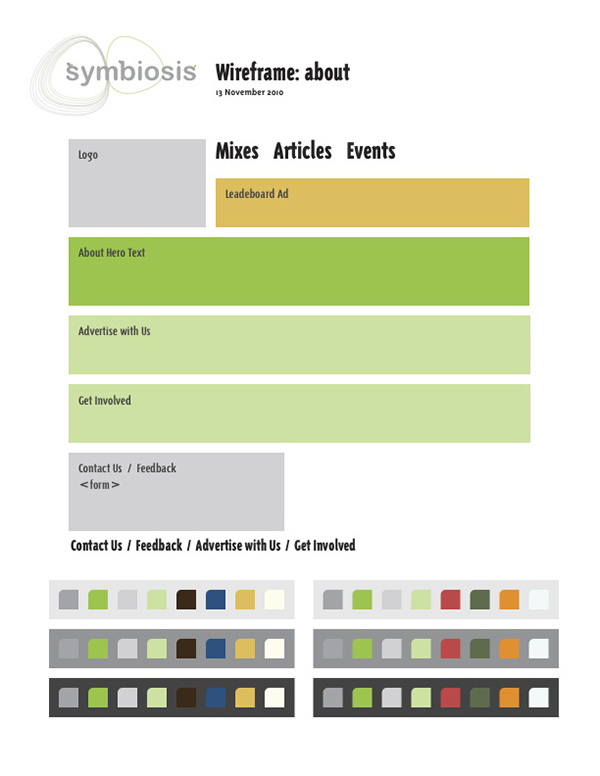 symbiosis
Wireframe: about
13 November 2010
Logo
Mixes Articles Events
Leadeboard Ad
About Hero Text
Advertise with Us
Get Involved
Contact Us / Feedback
<form>
Contact Us / Feedback / Advertise with Us / Get Involved